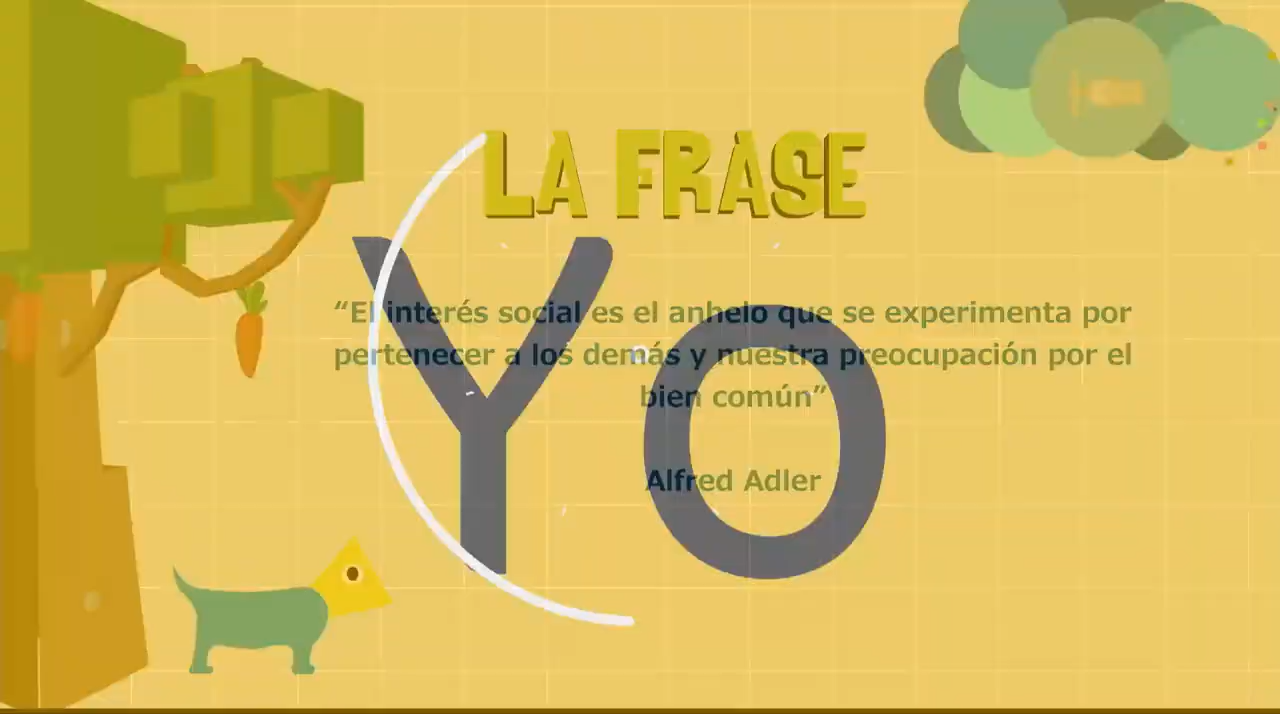 LA FRASE
Yo
“El interés social es el anhelo que se experimenta por
pertenecer a los demás y nuestra preocupación por el
bien común”
Alfred Adler